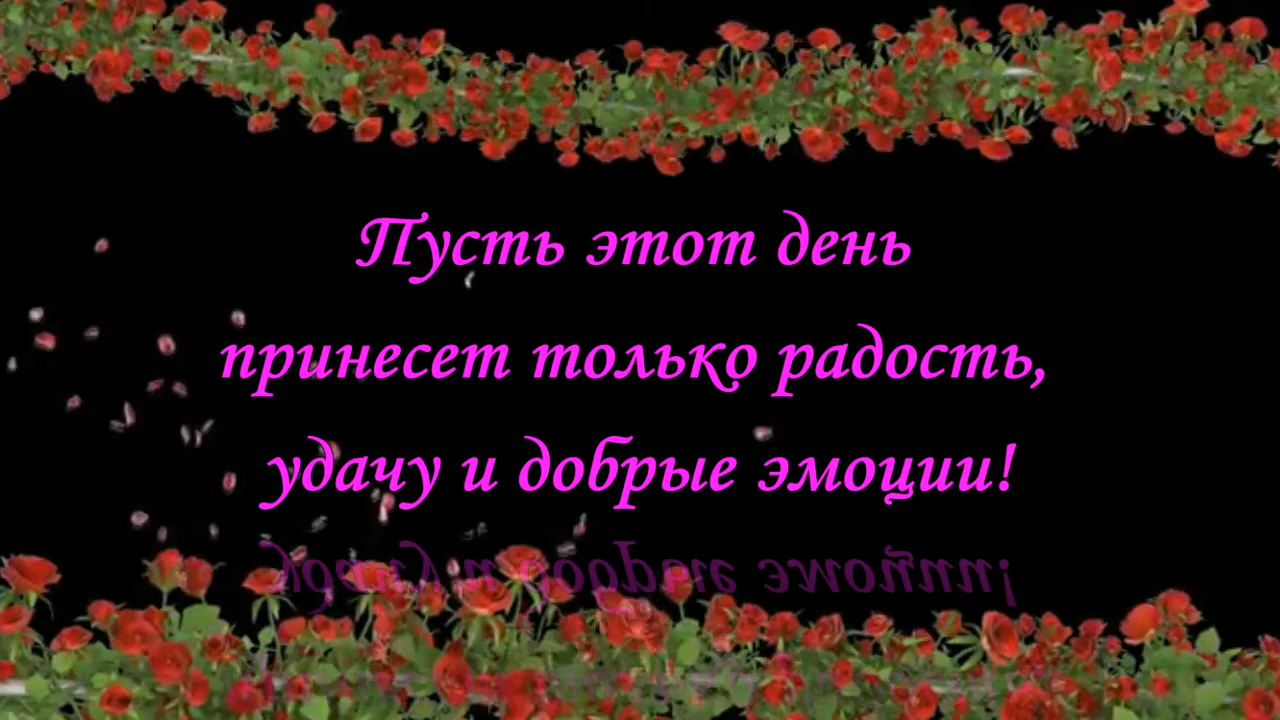 Пусть этот день
принесет только радость,
удачу и добрые эмоции!